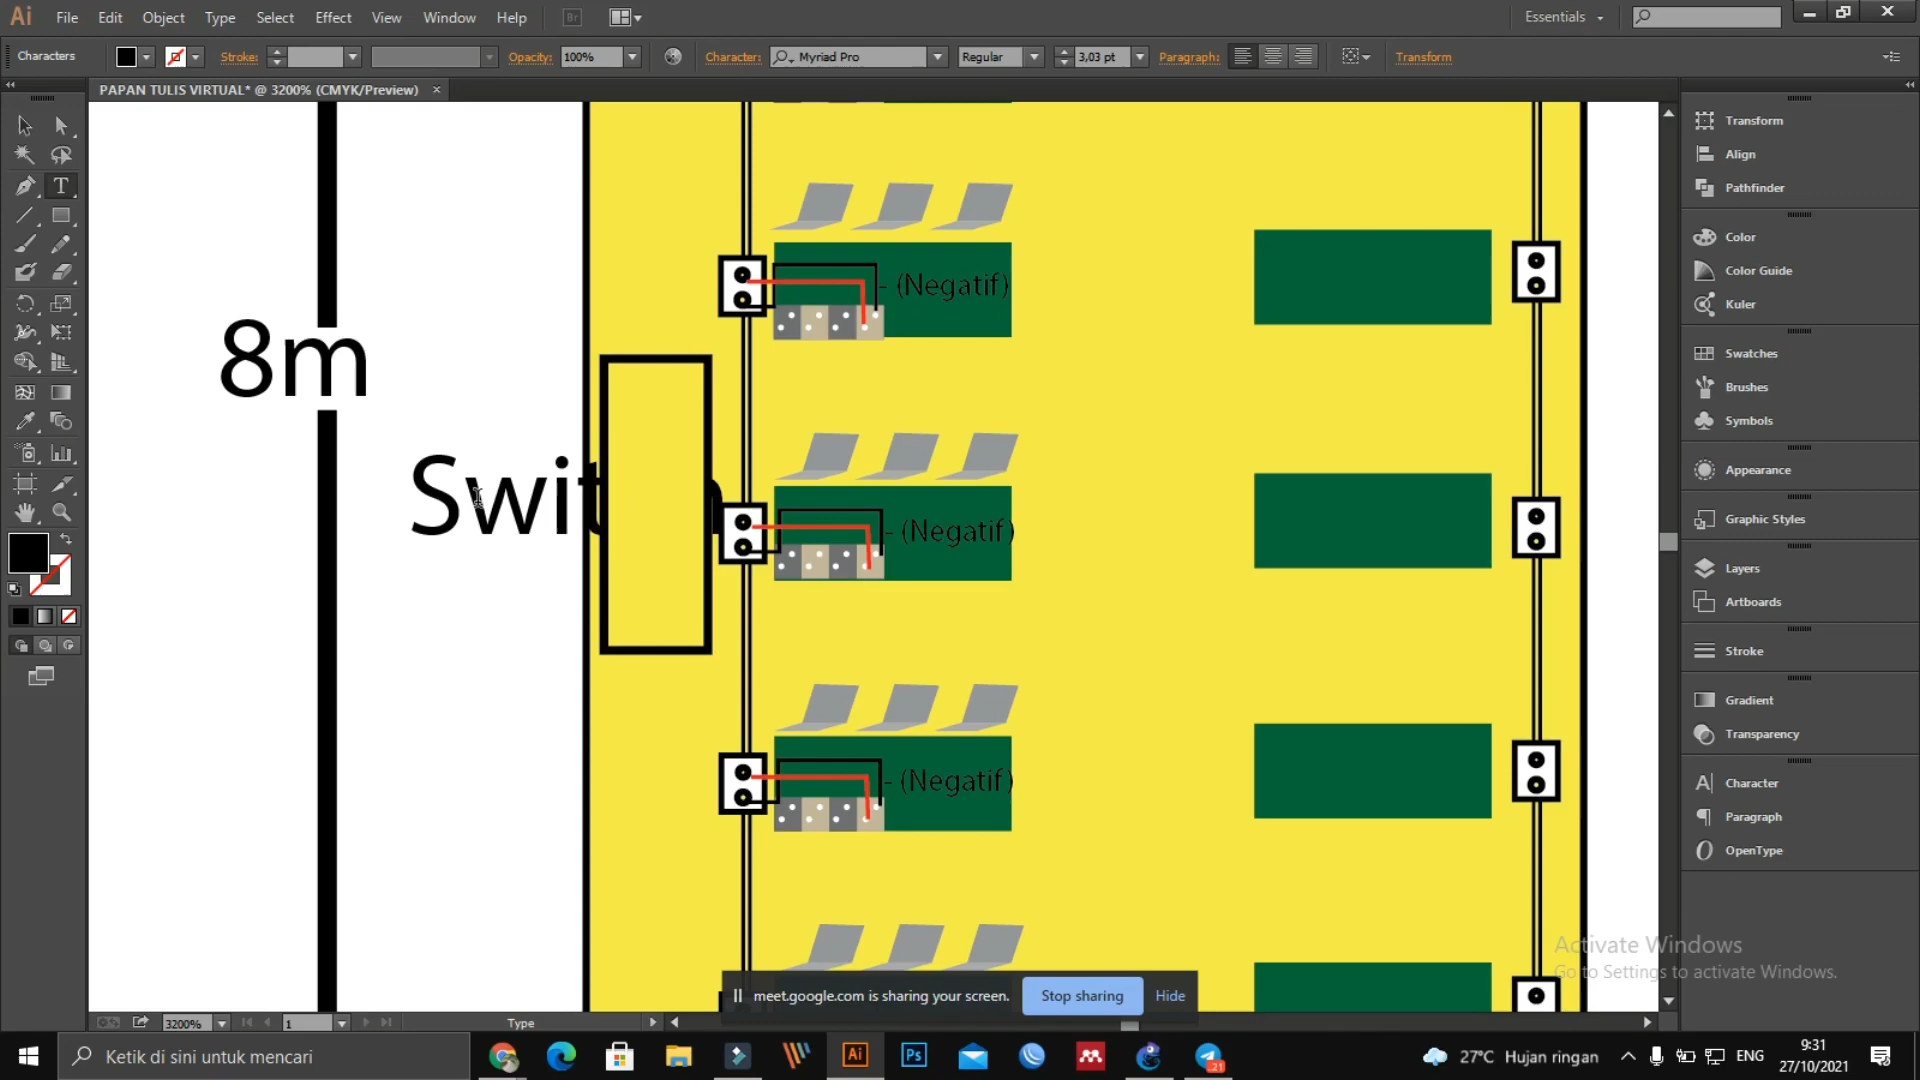 Ai File Edit Object Type Select Effect View Window Help Br Essentials
Characters Stroke: Opacity: 100% Character: Myriad Pro Regular 3,03 pt Paragraph: Transform
PAPAN TULIS VIRTUAL* @ 3200% (CMYK/Preview)
Transform
Align
Pathfinder
Color
Color Guide
Kuler
Swatches
Brushes
Symbols
Appearance
Graphic Styles
Layers
Artboards
Stroke
Gradient
Transparency
Character
Paragraph
OpenType
- (Negatif)
8m
Swit
- (Negatif)
- (Negatif)
Activate Windows
Go to Settings to activate Windows.
meet.google.com is sharing your screen. Stop sharing Hide
3200% 1 Type
Ketik di sini untuk mencari
Ai Ps 21
27°C Hujan ringan ENG
9:31
27/10/2021